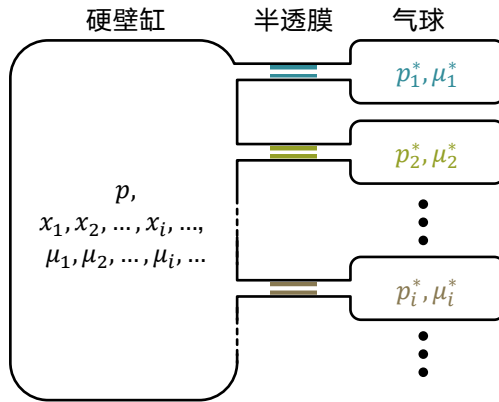 硬壁缸 半透膜 气球
p₁*, μ₁*
p₂*, μ₂*
p,
x₁, x₂, …, xᵢ, …,
μ₁, μ₂, …, μᵢ, …
pᵢ*, μᵢ*